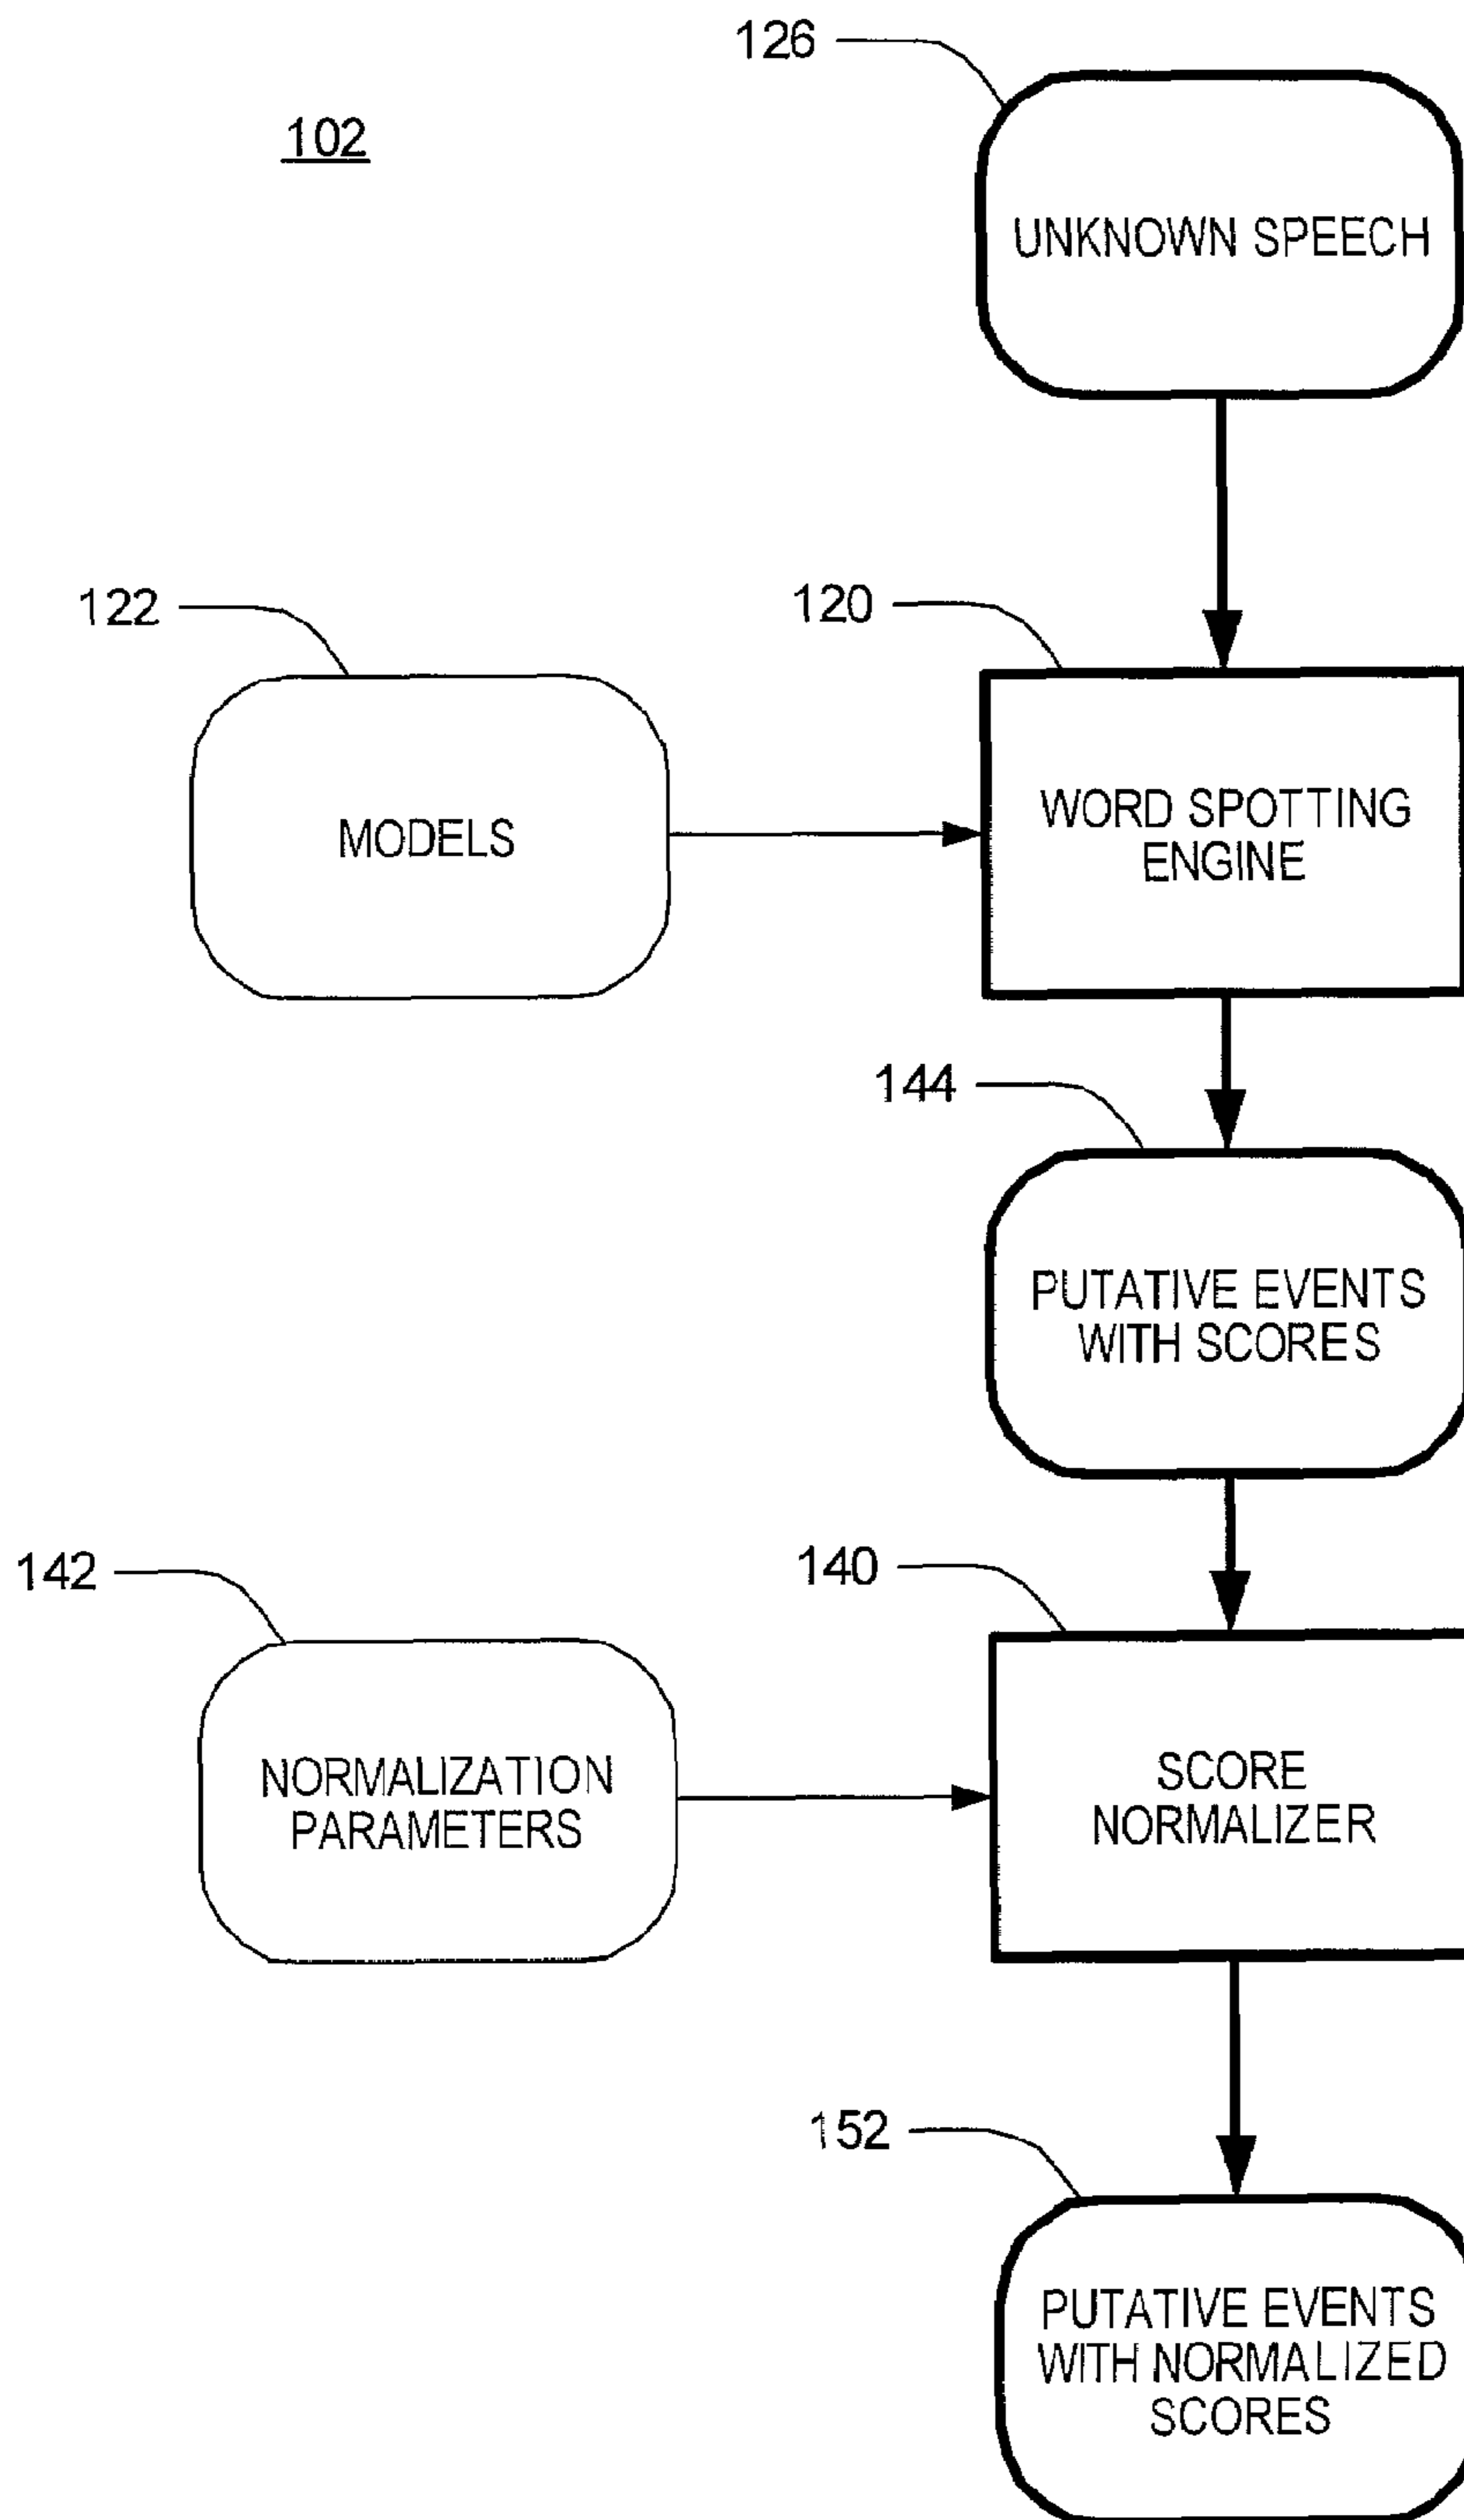 126
102
UNKNOWN SPEECH
122
120
MODELS
WORD SPOTTING
ENGINE
144
PUTATIVE EVENTS
WITH SCORES
142
140
NORMALIZATION
PARAMETERS
SCORE
NORMALIZER
152
PUTATIVE EVENTS
WITH NORMALIZED
SCORES